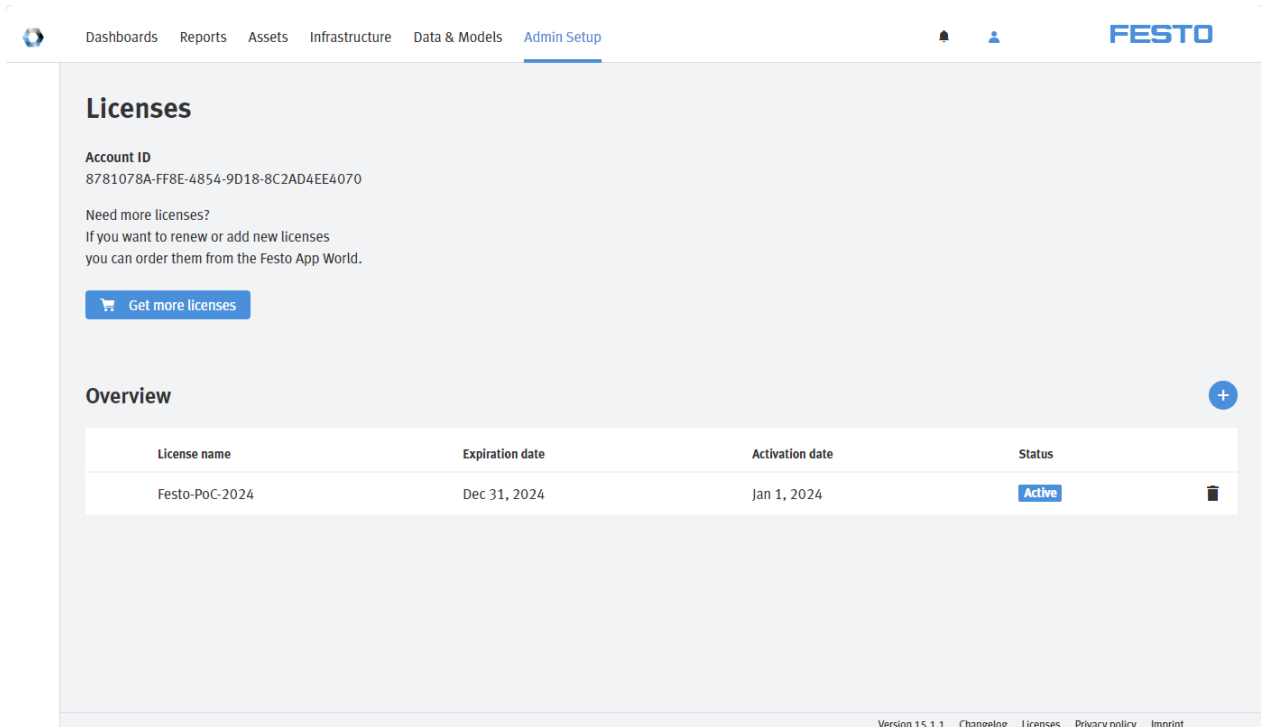 Dashboards Reports Assets Infrastructure Data & Models Admin Setup FESTO
Licenses
Account ID
8781078A-FF8E-4854-9D18-8C2AD4EE4070
Need more licenses?
If you want to renew or add new licenses
you can order them from the Festo App World.
Get more licenses
Overview
License name Expiration date Activation date Status
Festo-PoC-2024 Dec 31, 2024 Jan 1, 2024 Active
Version 15.1.1 Changelog Licenses Privacy policy Imprint